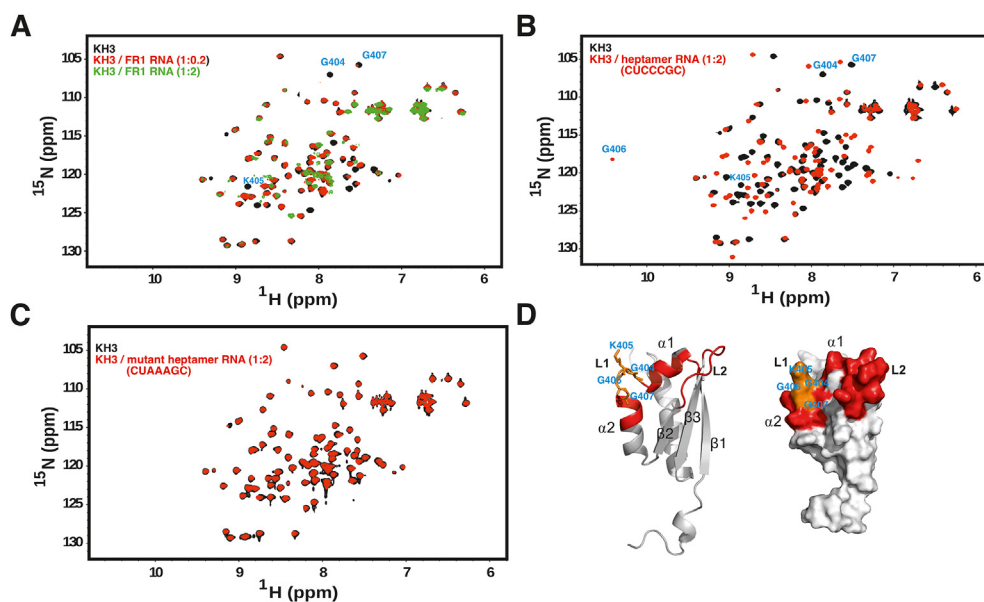 A
KH3
KH3 / FR1 RNA (1:0.2)
KH3 / FR1 RNA (1:2)
G407
G404
K405
105
110
115
120
125
130
15N (ppm)
10
9
8
7
6
1H (ppm)
B
KH3
KH3 / heptamer RNA (1:2)
(CUCCCGC)
G407
G404
G406
K405
105
110
115
120
125
130
15N (ppm)
10
9
8
7
6
1H (ppm)
C
KH3
KH3 / mutant heptamer RNA (1:2)
(CUAAAGC)
105
110
115
120
125
130
15N (ppm)
10
9
8
7
6
1H (ppm)
D
K405
α1
L1
G404
L2
G407
α2
β3
β2
β1
α1
L1
K405
L2
α2